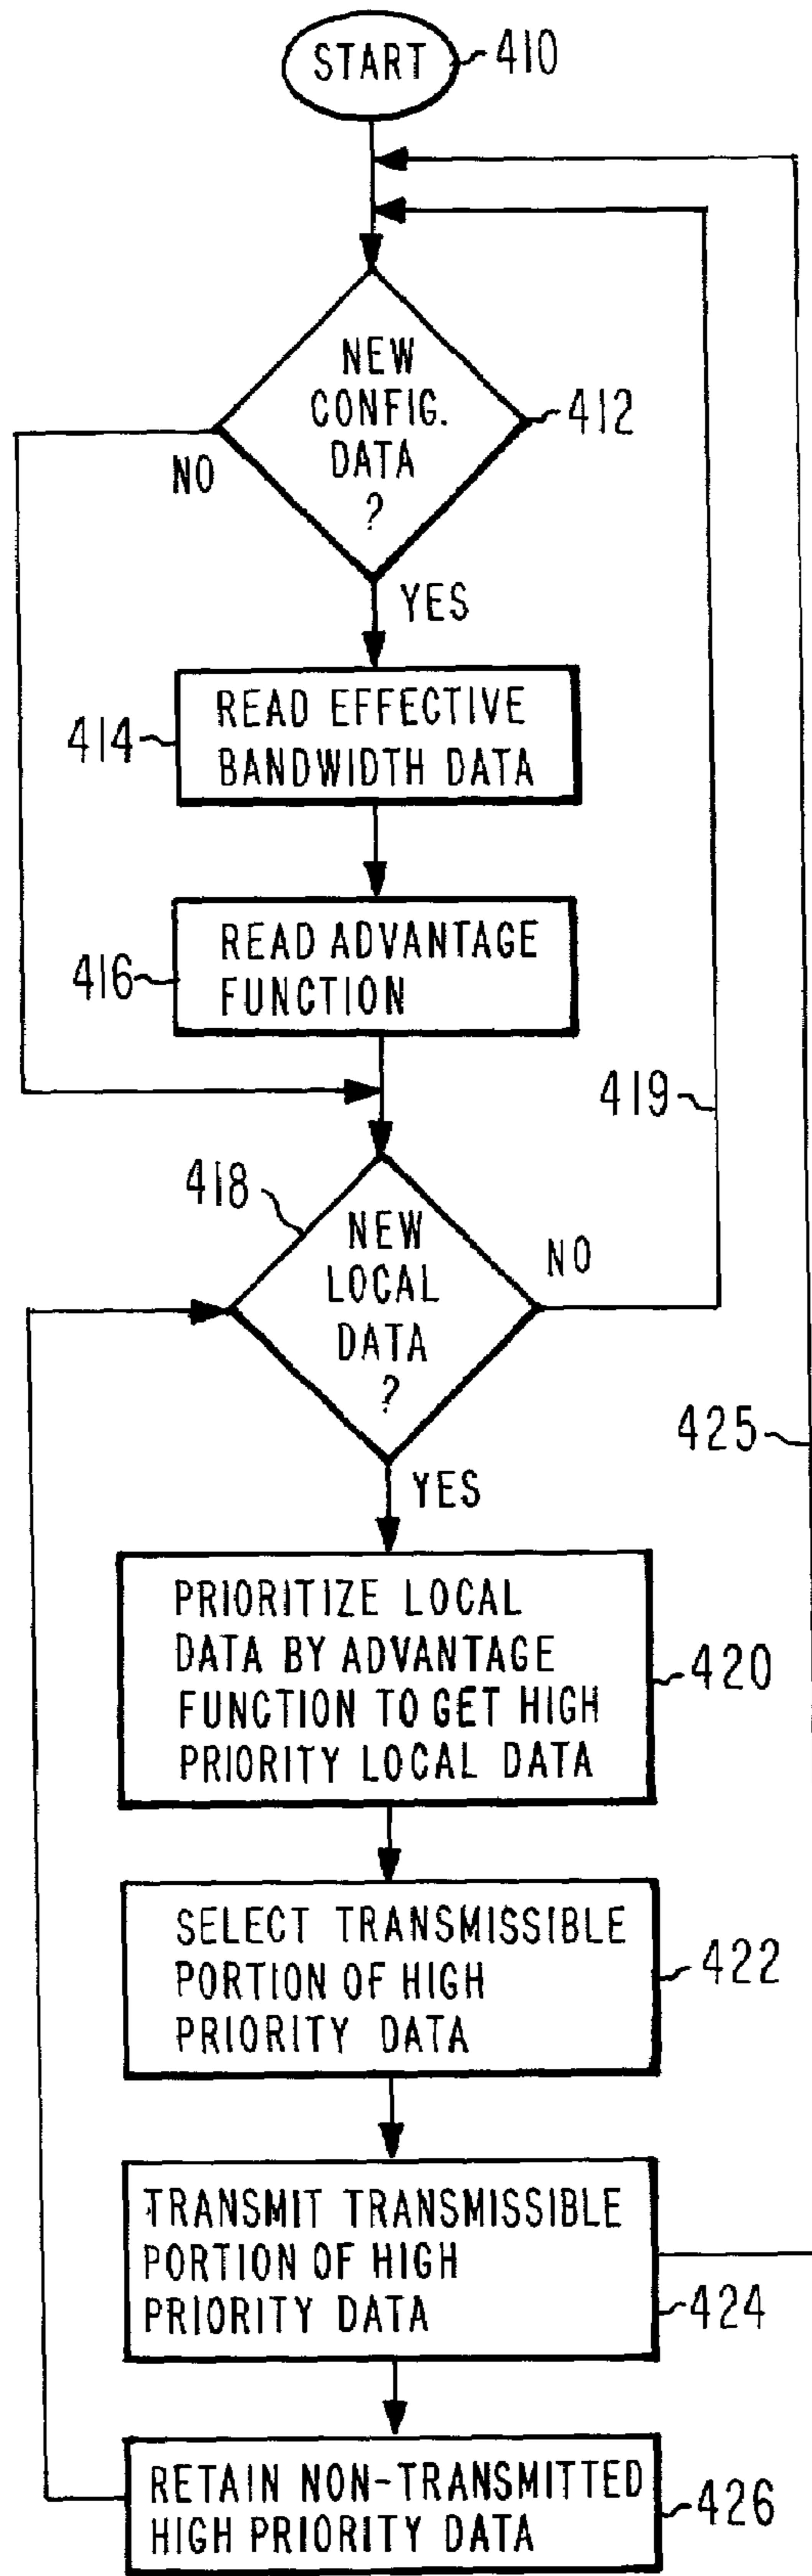 START
410
NEW
CONFIG.
DATA
?
412
NO
YES
414
READ EFFECTIVE
BANDWIDTH DATA
416
READ ADVANTAGE
FUNCTION
419
418
NEW
LOCAL
DATA
?
NO
425
YES
PRIORITIZE LOCAL
DATA BY ADVANTAGE
FUNCTION TO GET HIGH
PRIORITY LOCAL DATA
420
SELECT TRANSMISSIBLE
PORTION OF HIGH
PRIORITY DATA
422
TRANSMIT TRANSMISSIBLE
PORTION OF HIGH
PRIORITY DATA
424
RETAIN NON-TRANSMITTED
HIGH PRIORITY DATA
426